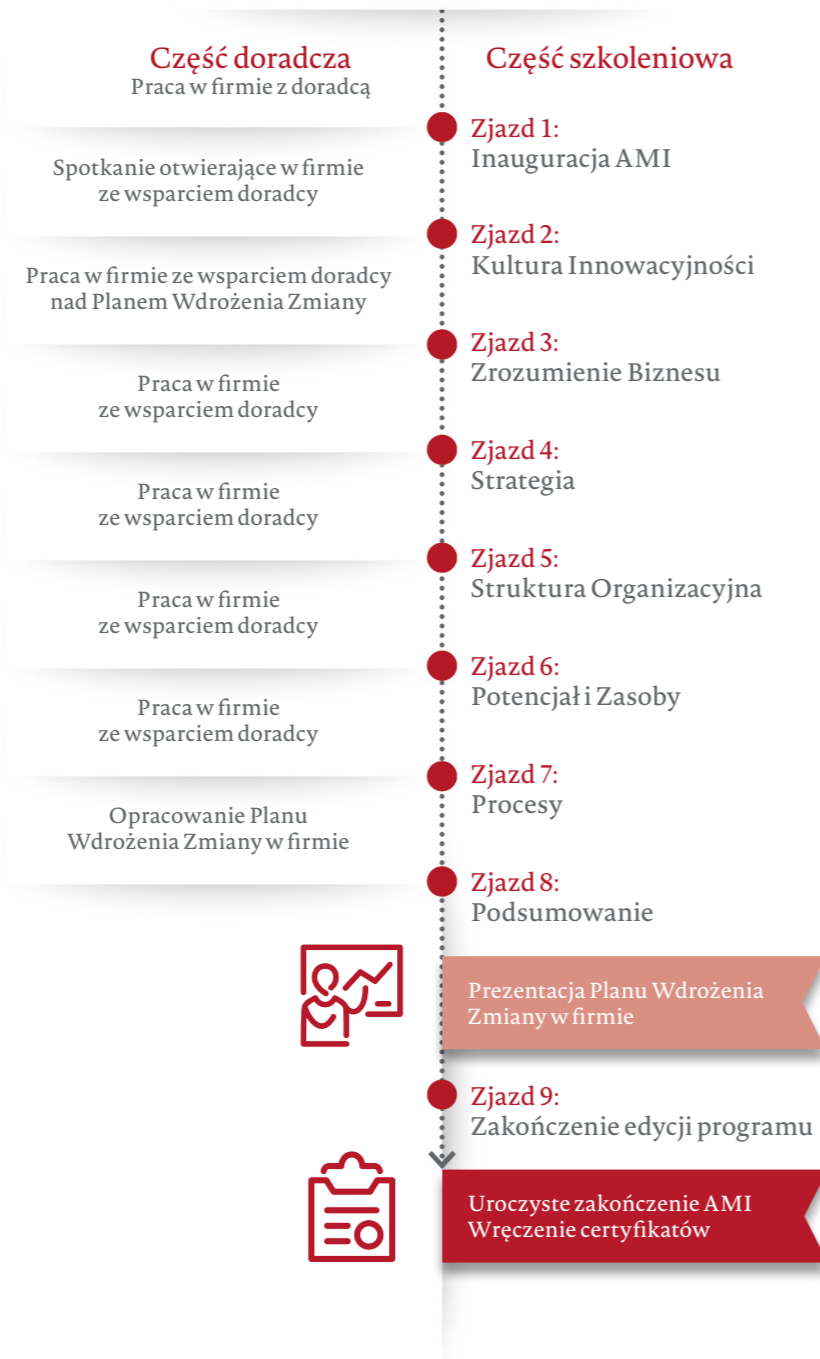 Część doradcza
Praca w firmie z doradcą
Część szkoleniowa
Zjazd 1:
Inauguracja AMI
Spotkanie otwierające w firmie
ze wsparciem doradcy
Zjazd 2:
Kultura Innowacyjności
Praca w firmie ze wsparciem doradcy
nad Planem Wdrożenia Zmiany
Zjazd 3:
Zrozumienie Biznesu
Praca w firmie
ze wsparciem doradcy
Zjazd 4:
Strategia
Praca w firmie
ze wsparciem doradcy
Zjazd 5:
Struktura Organizacyjna
Praca w firmie
ze wsparciem doradcy
Zjazd 6:
Potencjał i Zasoby
Praca w firmie
ze wsparciem doradcy
Zjazd 7:
Procesy
Opracowanie Planu
Wdrożenia Zmiany w firmie
Zjazd 8:
Podsumowanie
Prezentacja Planu Wdrożenia
Zmiany w firmie
Zjazd 9:
Zakończenie edycji programu
Uroczyste zakończenie AMI
Wręczenie certyfikatów